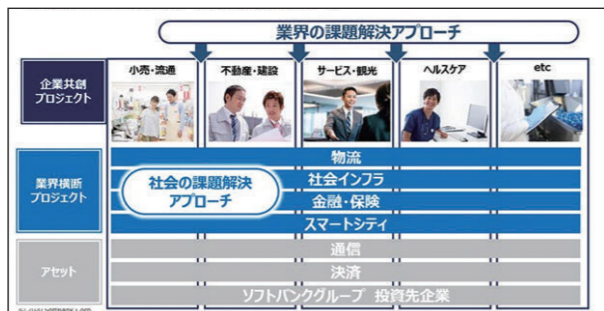 業界の課題解決アプローチ
企業共創
プロジェクト
小売・流通
不動産・建設
サービス・観光
ヘルスケア
etc
業界横断
プロジェクト
社会の課題解決
アプローチ
物流
社会インフラ
金融・保険
スマートシティ
アセット
通信
決済
ソフトバンクグループ 投資先企業